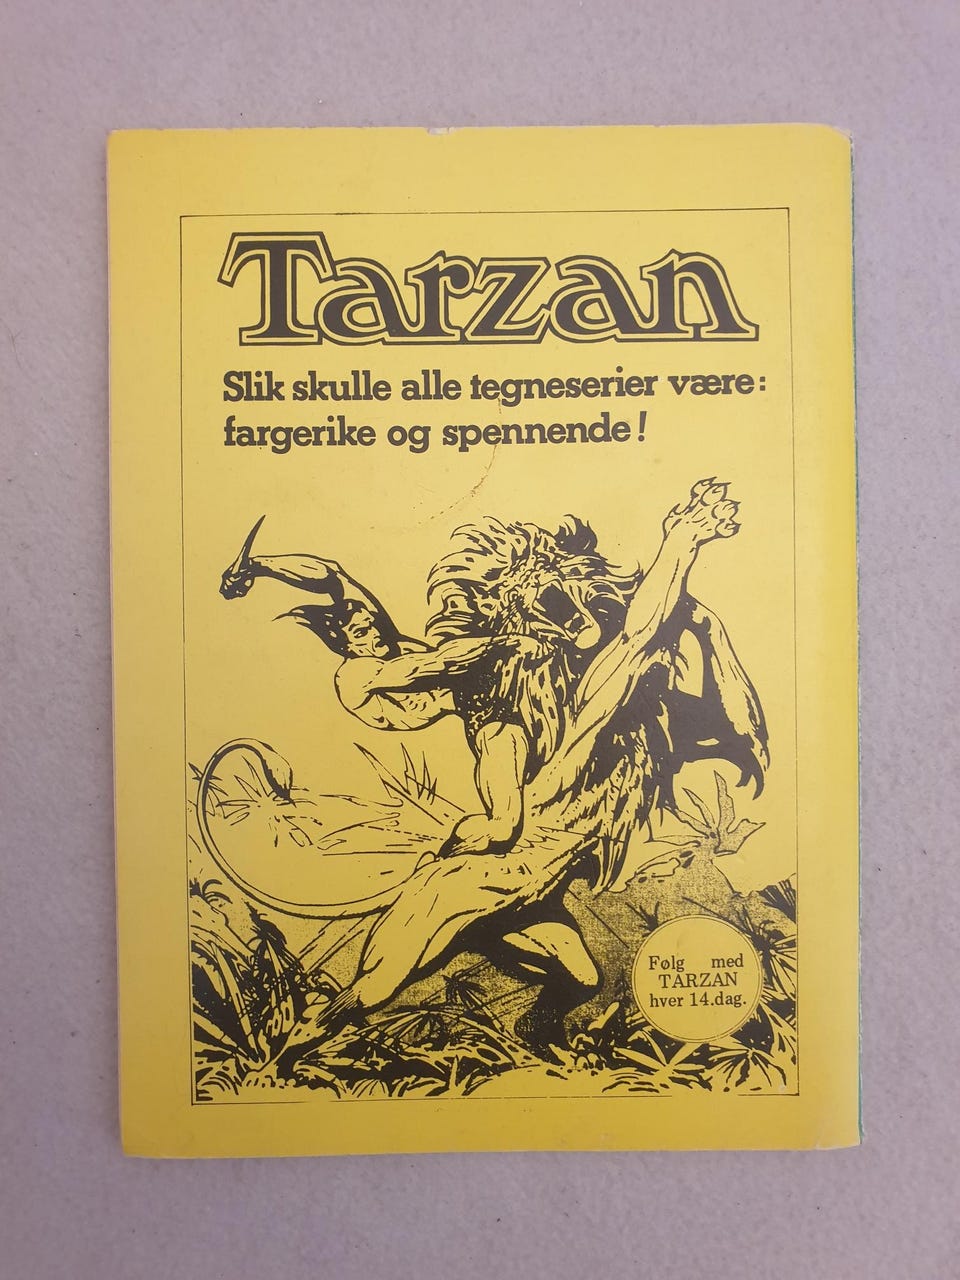 Tarzan
Slik skulle alle tegneserier være:
fargerike og spennende!
Følg med
TARZAN
hver 14.dag.